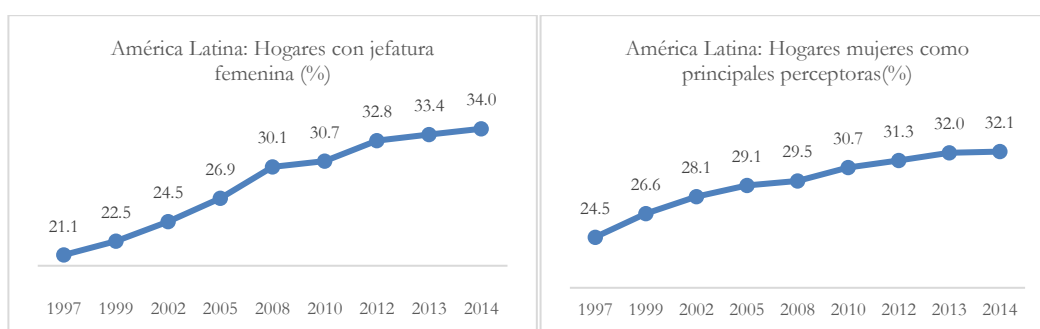 América Latina: Hogares con jefatura
femenina (%)
21.1 22.5 24.5 26.9 30.1 30.7 32.8 33.4 34.0
1997 1999 2002 2005 2008 2010 2012 2013 2014
América Latina: Hogares mujeres como
principales perceptoras(%)
24.5 26.6 28.1 29.1 29.5 30.7 31.3 32.0 32.1
1997 1999 2002 2005 2008 2010 2012 2013 2014